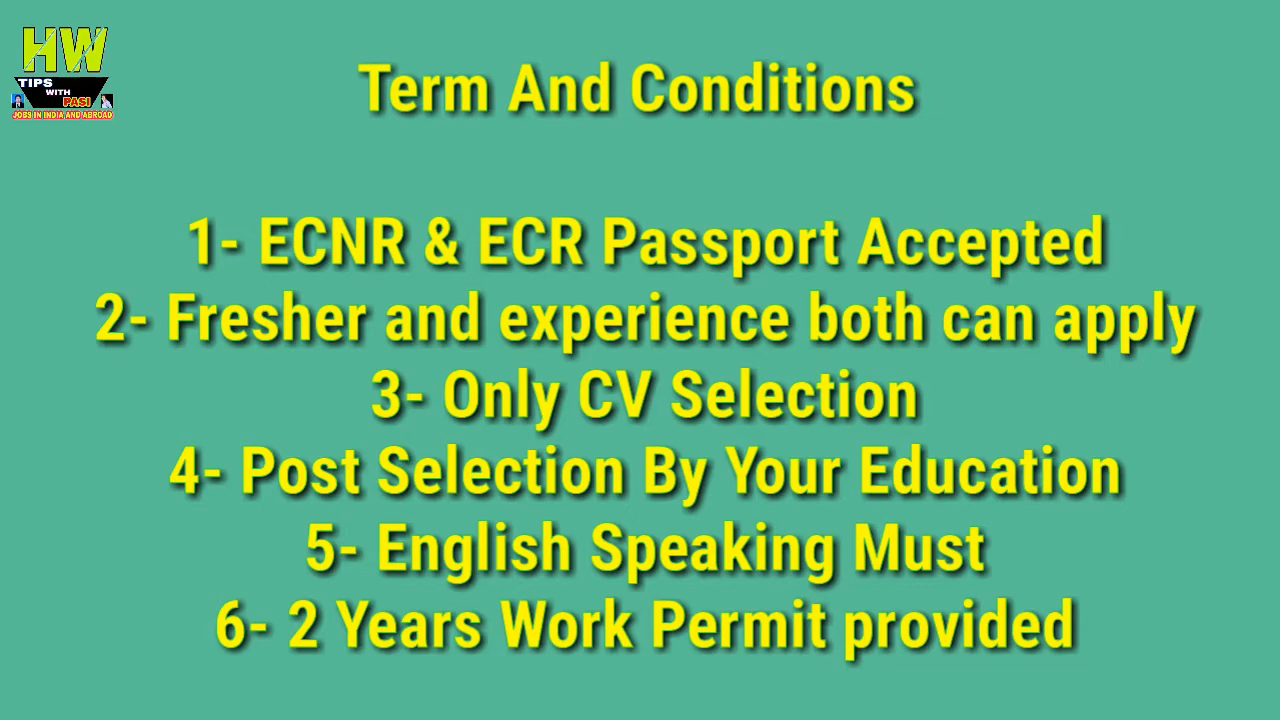 HW
TIPS
WITH
PASI
JOBS IN INDIA AND ABROAD
Term And Conditions
1- ECNR & ECR Passport Accepted
2- Fresher and experience both can apply
3- Only CV Selection
4- Post Selection By Your Education
5- English Speaking Must
6- 2 Years Work Permit provided